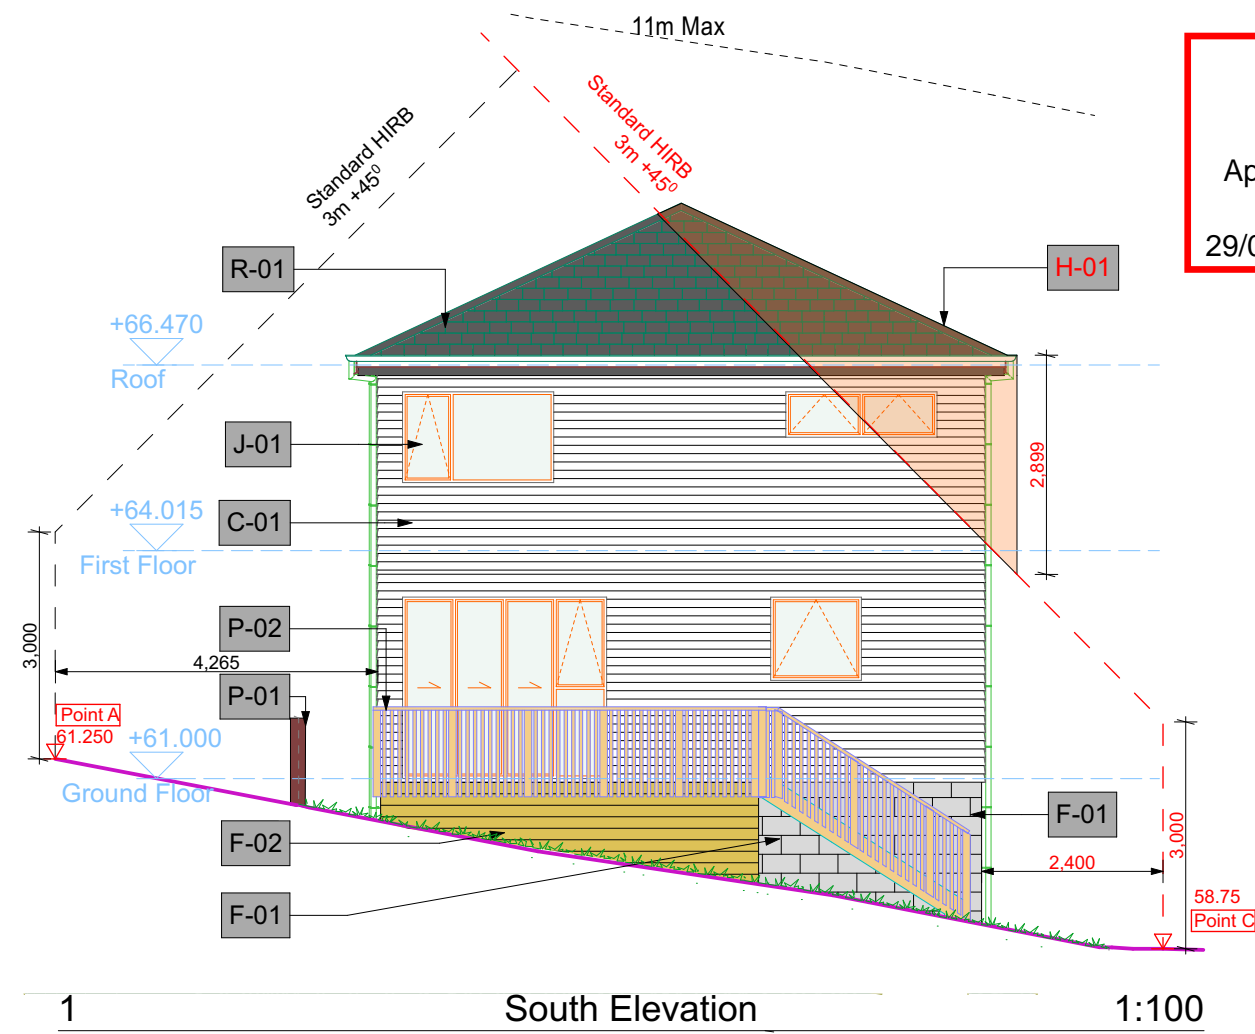 11m Max
Standard HIRB
3m +45⁰
Standard HIRB
3m +45⁰
Ap
29/0
R-01
H-01
+66.470
Roof
J-01
2,899
+64.015
C-01
First Floor
P-02
3,000
4,265
P-01
Point A
61.250
+61.000
Ground Floor
F-01
F-02
3,000
2,400
58.75
Point C
F-01
1
South Elevation
1:100